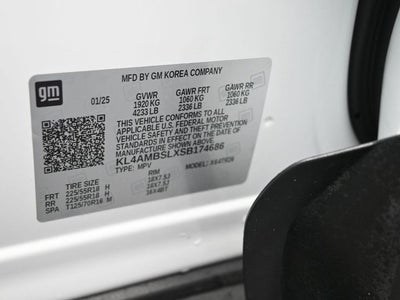 gm
MFD BY GM KOREA COMPANY
01/25
GVWR
1920 KG
4233 LB
GAWR FRT
1060 KG
2336 LB
GAWR RR
1060 KG
2336 LB
THIS VEHICLE CONFORMS TO ALL
APPLICABLE U.S. FEDERAL MOTOR
VEHICLE SAFETY AND THEFT PREVENTION
STANDARDS IN EFFECT ON THE DATE OF
MANUFACTURE SHOWN ABOVE.
KL4AMBSLXSB174686
TYPE: MPV
MODEL:
TIRE SIZE
RIM
FRT 225/55R18 H 18X7.5J
RR 225/55R18 H 18X7.5J
SPA T125/70R16 M 16X4BT